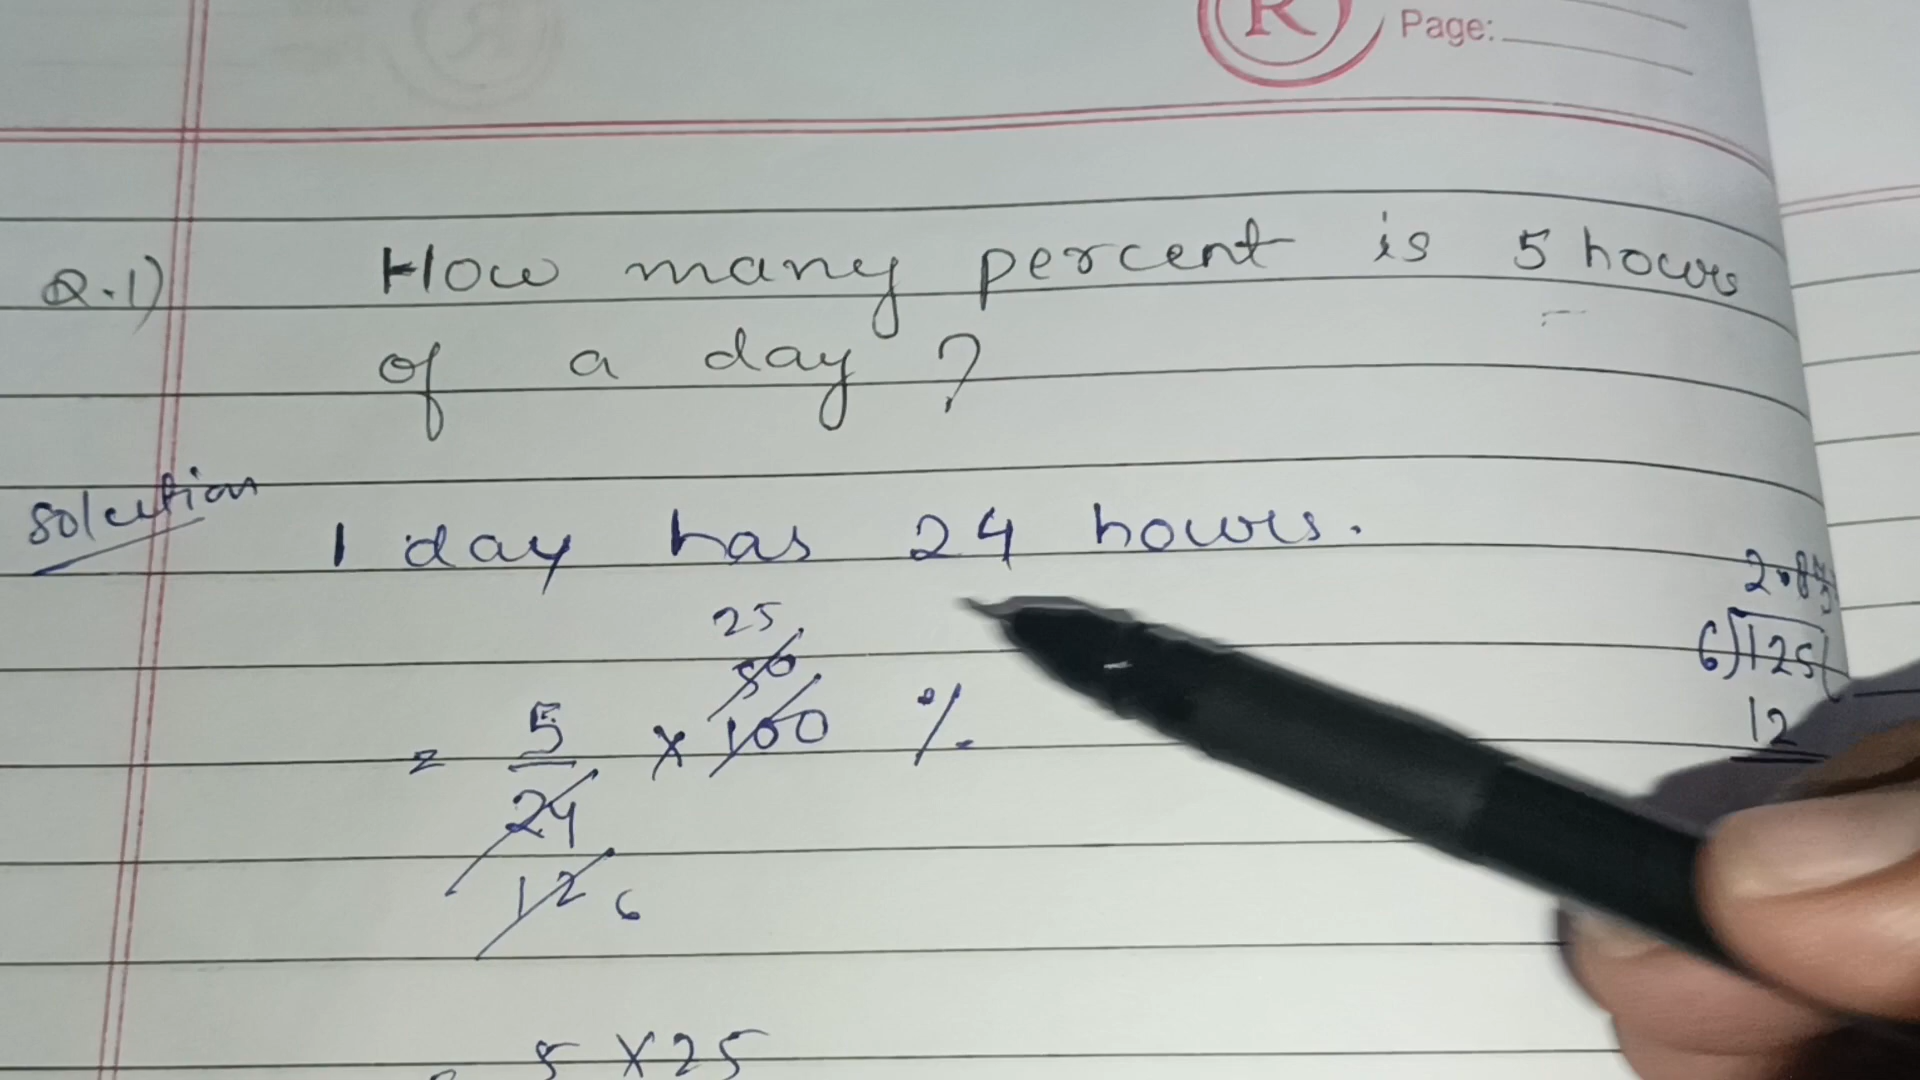 R
Page:
Q.1) How many percent is 5 hours
of a day ?
solution
1 day has 24 hours.
25
50
= 5/24 × 100 %
12 6
5 × 25
6)125(
12